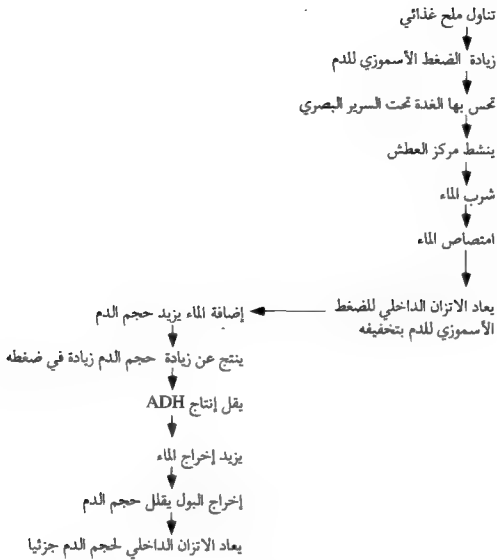 تناول ملح غذائي
زيادة الضغط الأسموزي للدم
تحس بها الغدة تحت السرير البصري
ينشط مركز العطش
شرب الماء
امتصاص الماء
يعاد الاتزان الداخلي للضغط
الأسموزي للدم بتخفيفه
إضافة الماء يزيد حجم الدم
ينتج عن زيادة حجم الدم زيادة في ضغطه
يقل إنتاج ADH
يزيد إخراج الماء
إخراج البول يقلل حجم الدم
يعاد الاتزان الداخلي لحجم الدم جزئيا